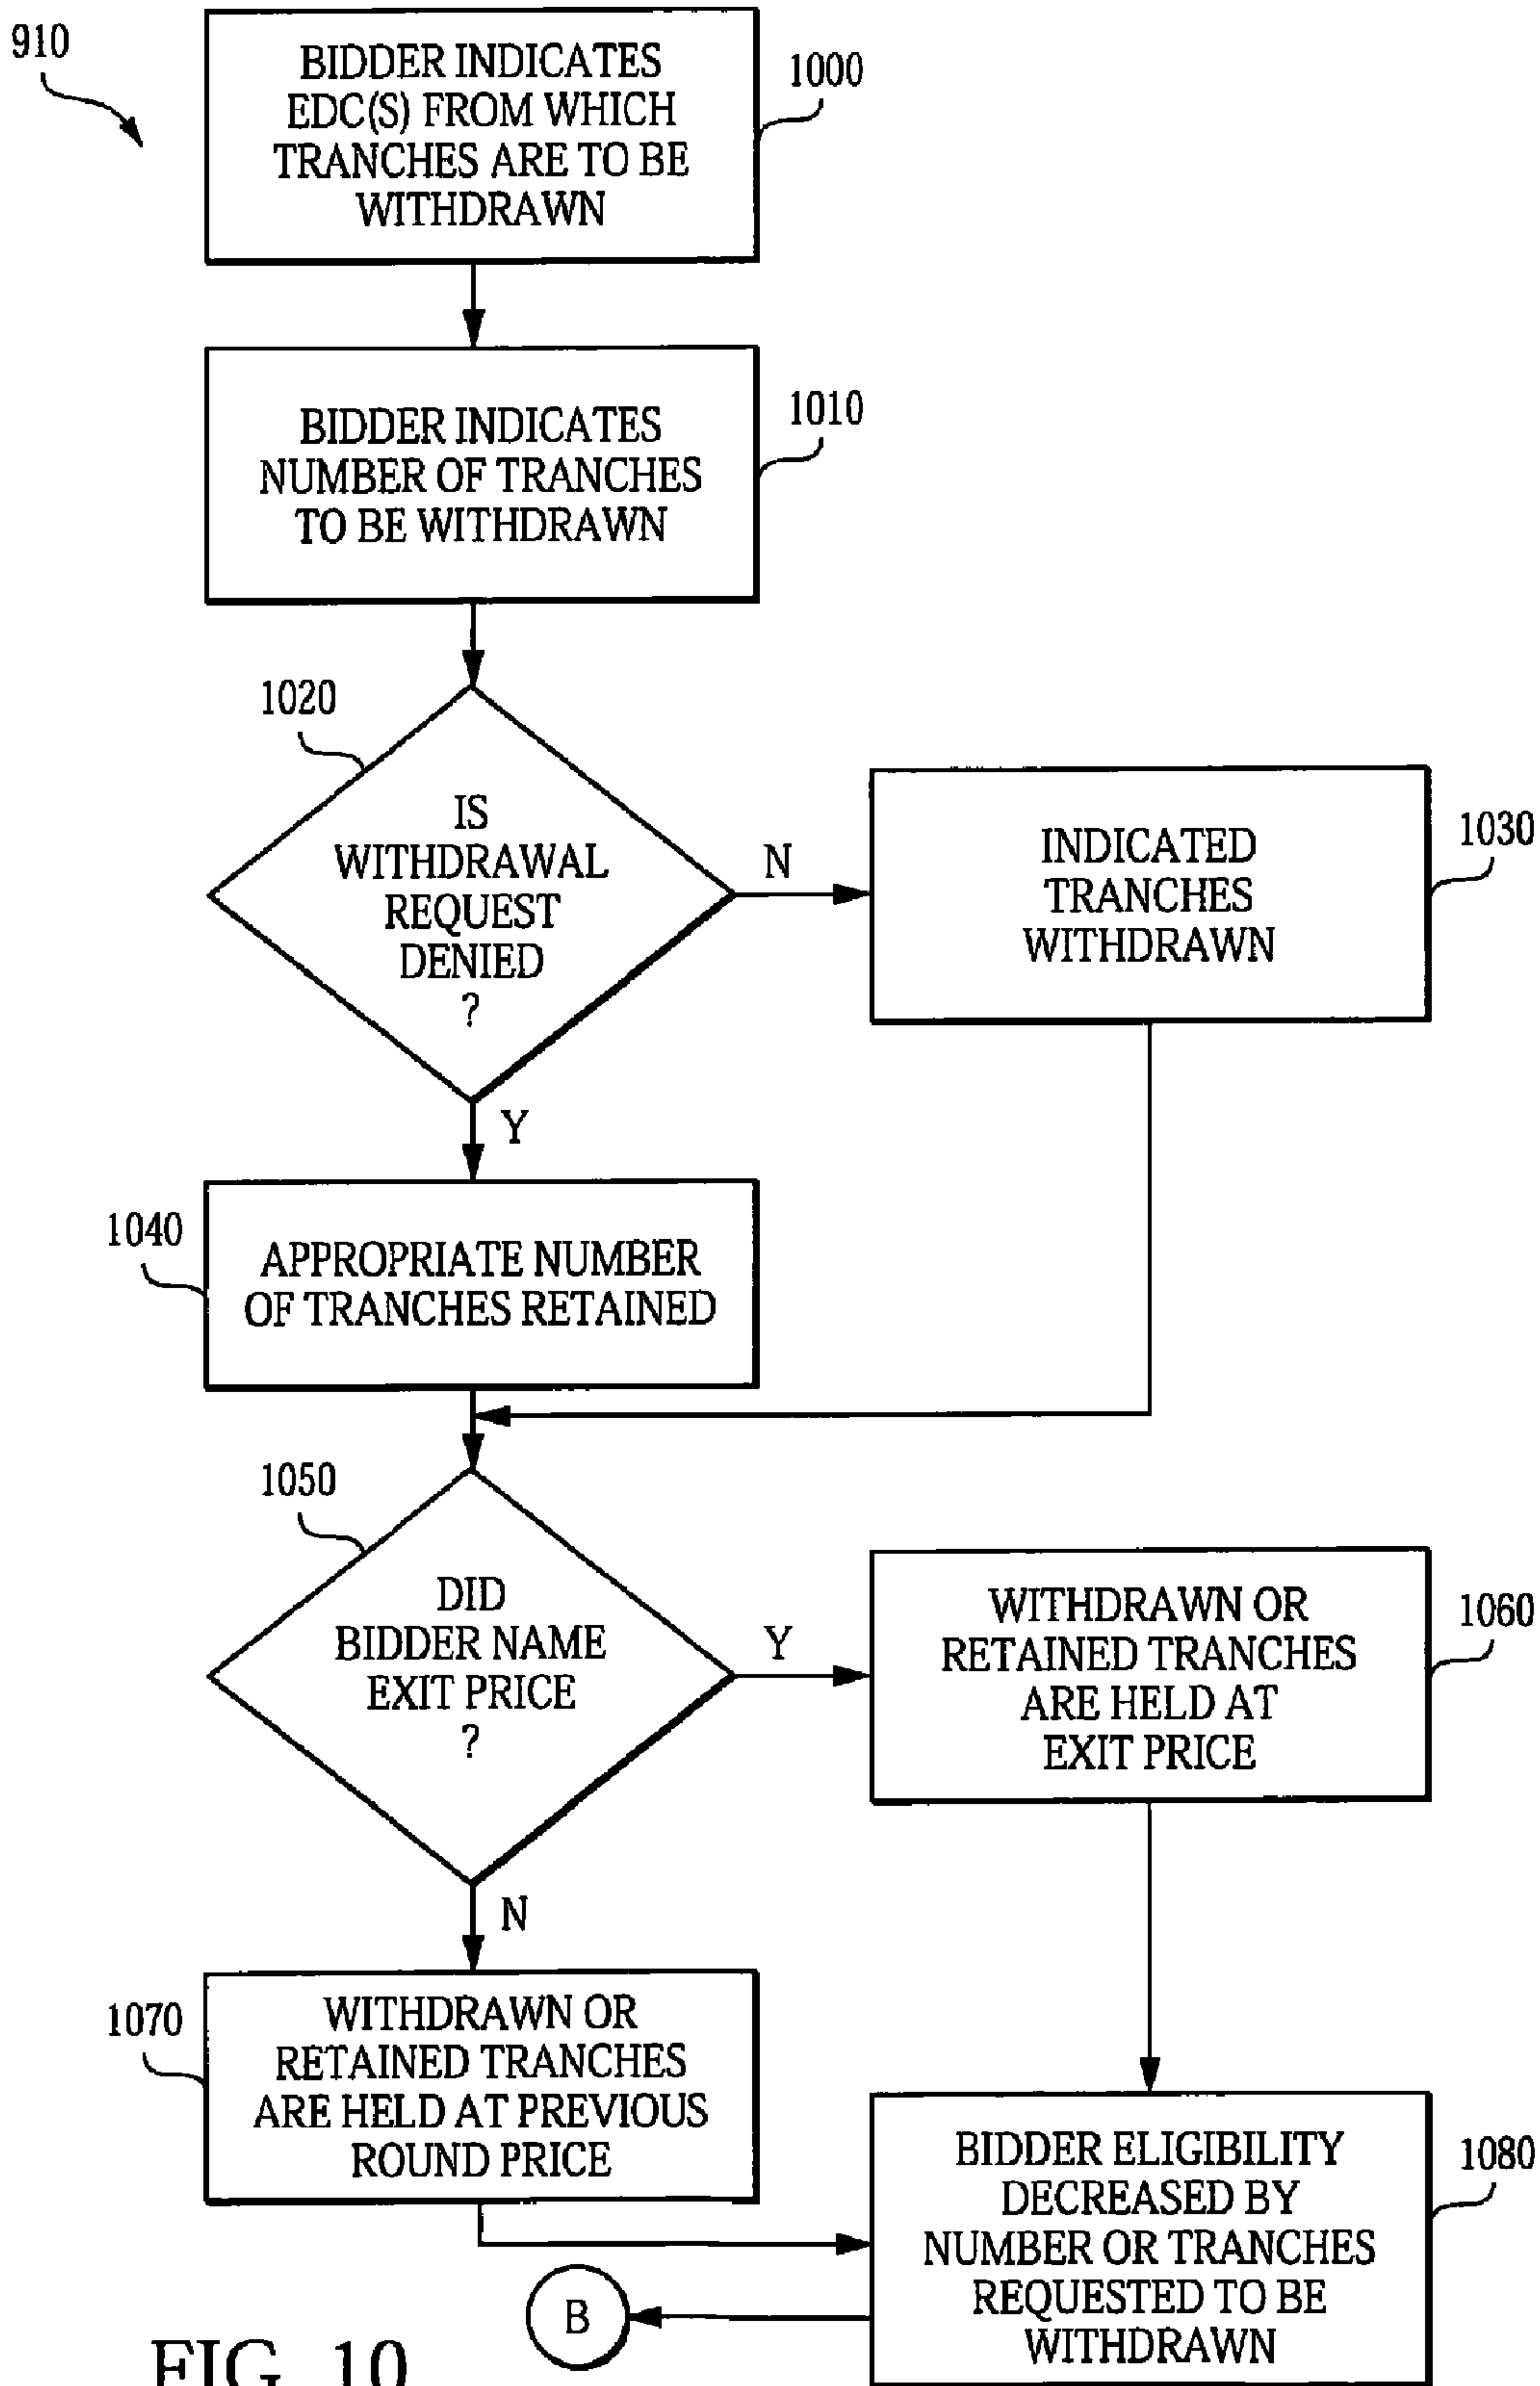 910
BIDDER INDICATES
EDC(S) FROM WHICH
TRANCHES ARE TO BE
WITHDRAWN
1000
BIDDER INDICATES
NUMBER OF TRANCHES
TO BE WITHDRAWN
1010
1020
IS
WITHDRAWAL
REQUEST
DENIED
?
N
Y
INDICATED
TRANCHES
WITHDRAWN
1030
1040
APPROPRIATE NUMBER
OF TRANCHES RETAINED
1050
DID
BIDDER NAME
EXIT PRICE
?
Y
N
WITHDRAWN OR
RETAINED TRANCHES
ARE HELD AT
EXIT PRICE
1060
1070
WITHDRAWN OR
RETAINED TRANCHES
ARE HELD AT PREVIOUS
ROUND PRICE
BIDDER ELIGIBILITY
DECREASED BY
NUMBER OR TRANCHES
REQUESTED TO BE
WITHDRAWN
1080
B
FIG. 10